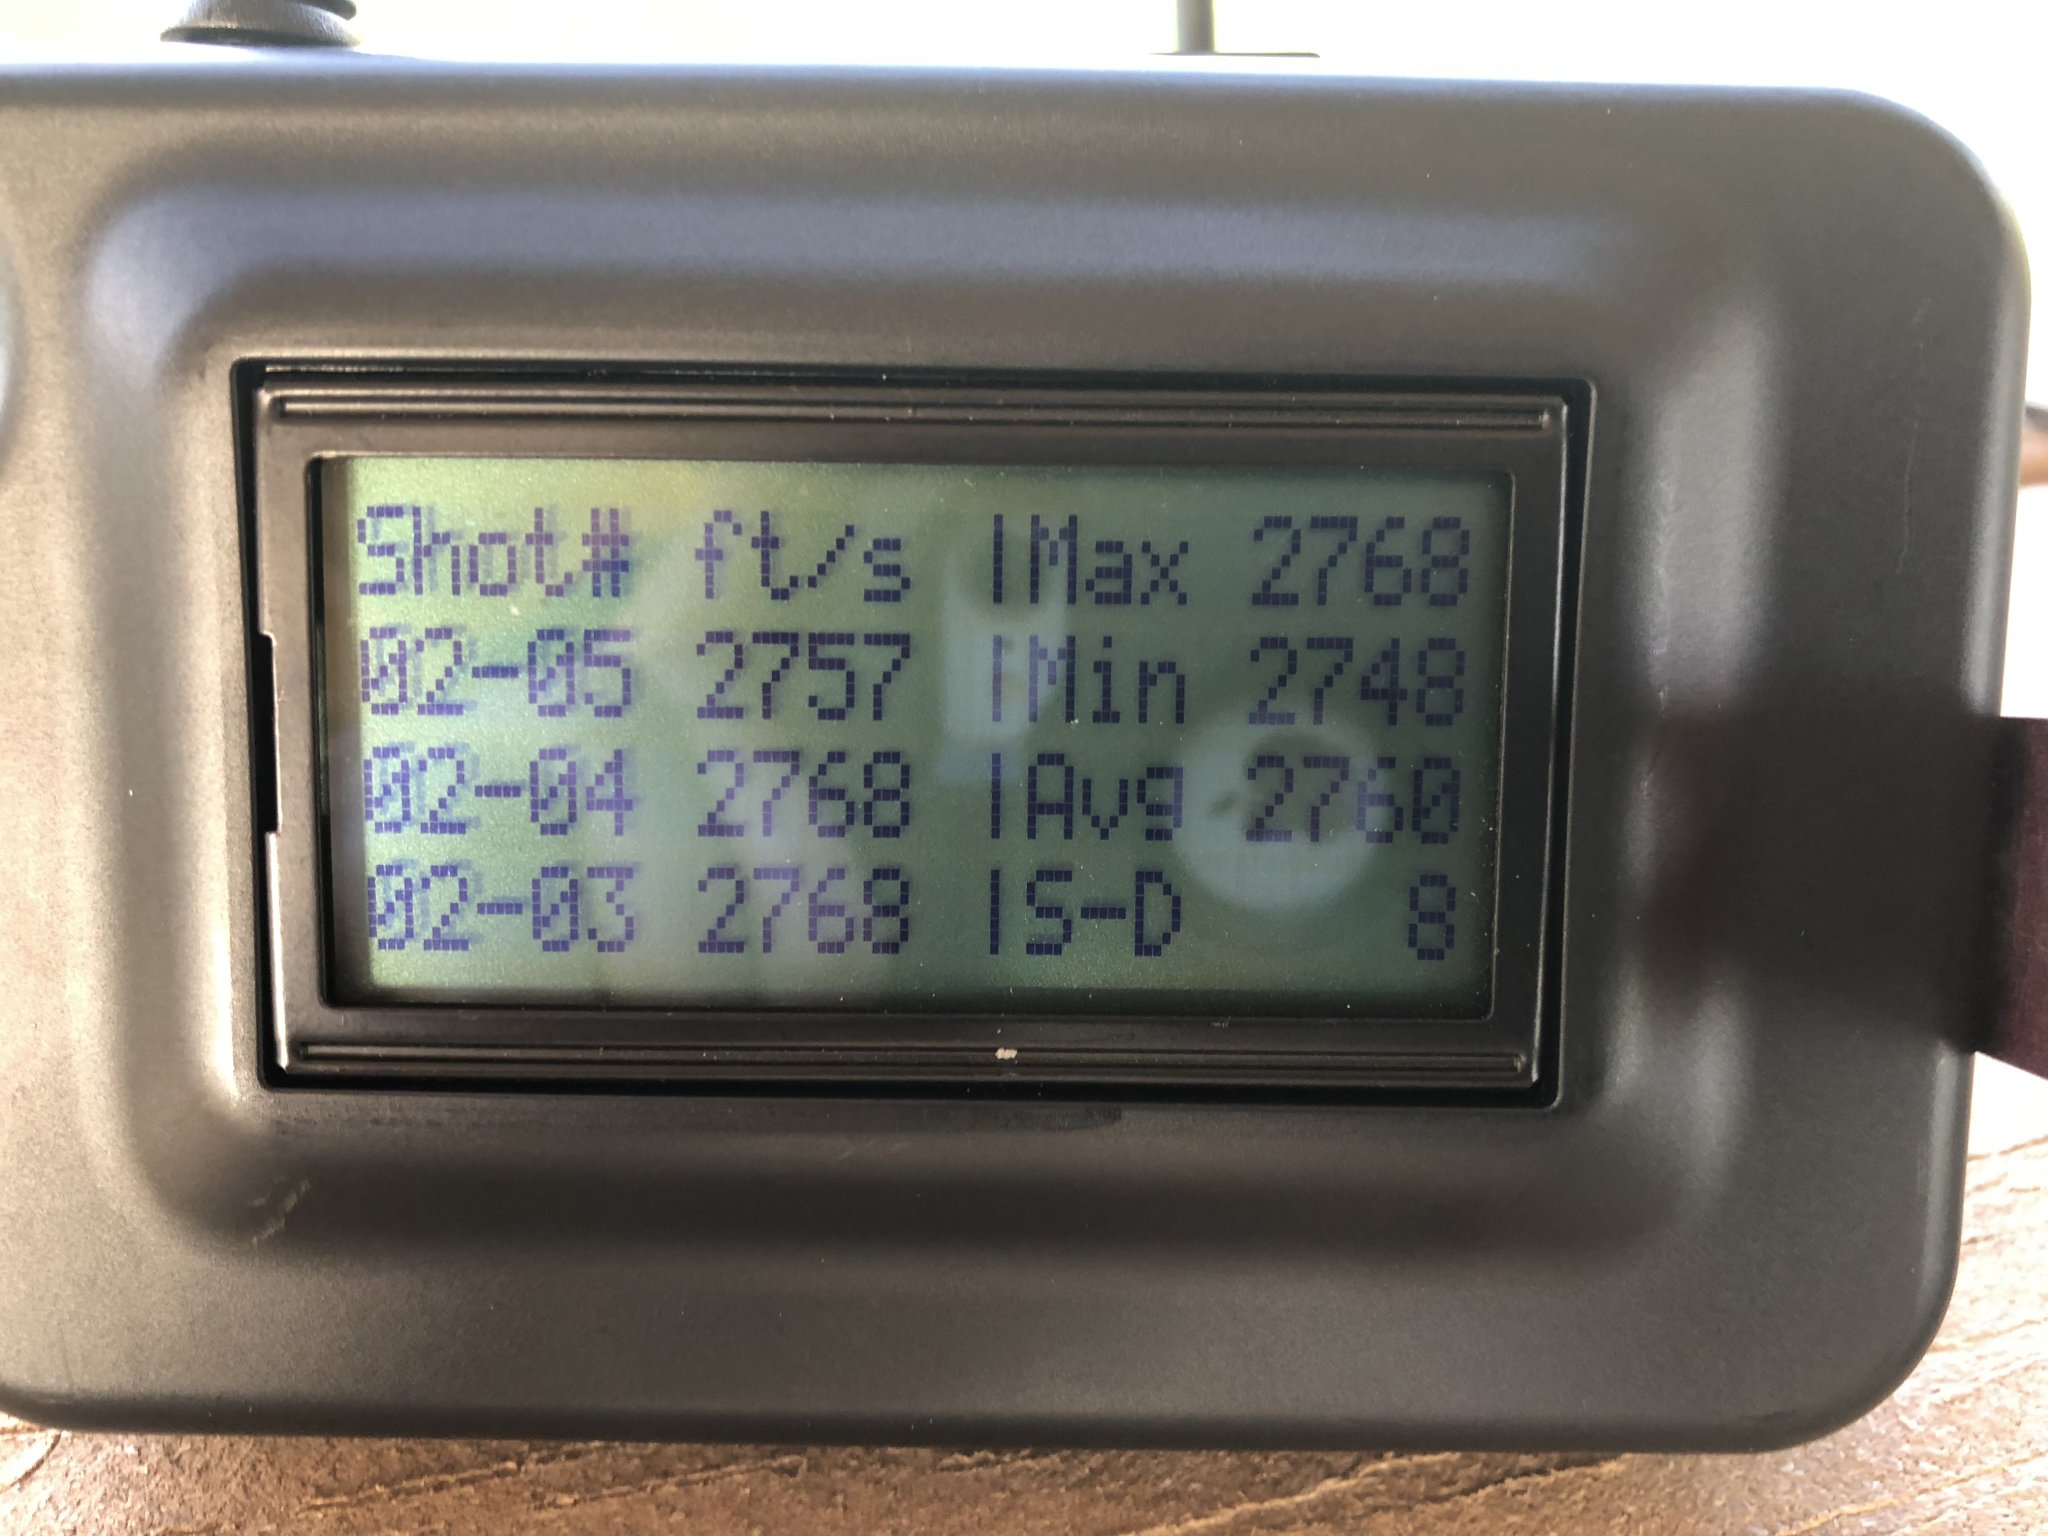 Shot# ft/s |Max 2768
02-05 2757 |Min 2748
02-04 2768 |Avg 2760
02-03 2768 |S-D 8